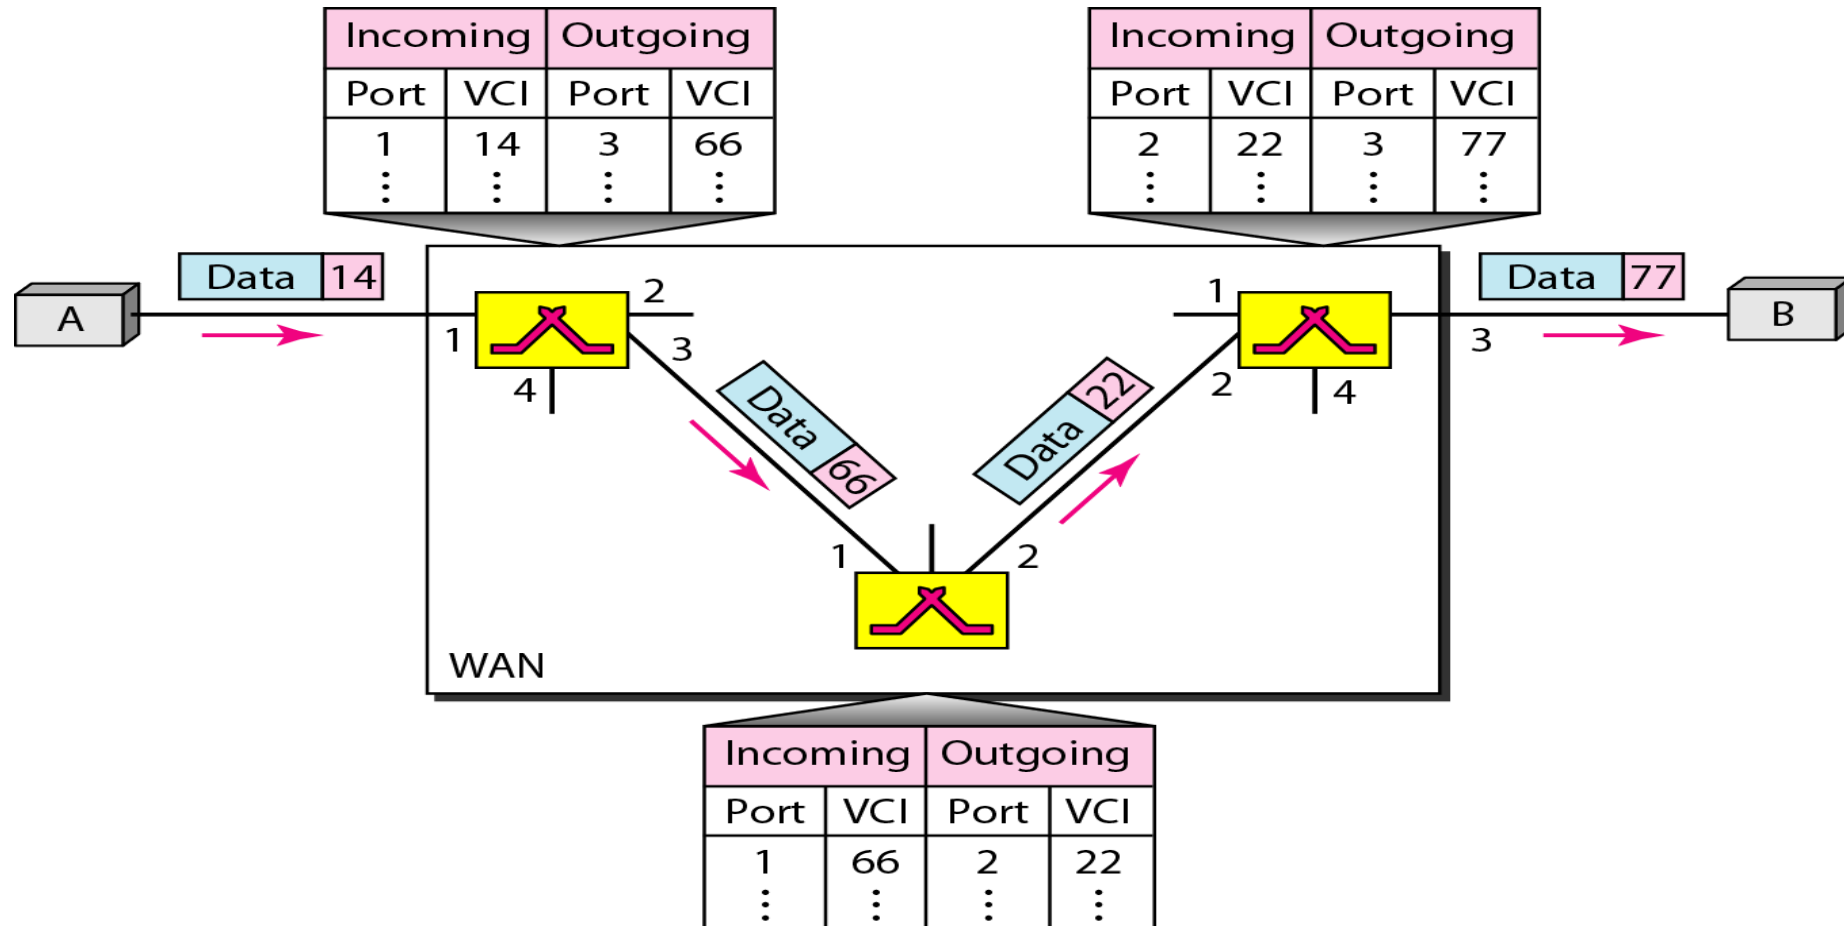 Incoming Outgoing
Port VCI Port VCI
1 14 3 66
⋮ ⋮ ⋮ ⋮
Incoming Outgoing
Port VCI Port VCI
2 22 3 77
⋮ ⋮ ⋮ ⋮
A
Data 14
1
2
3
4
Data 66
1
2
Data 22
1
2
4
3
Data 77
B
WAN
Incoming Outgoing
Port VCI Port VCI
1 66 2 22
⋮ ⋮ ⋮ ⋮